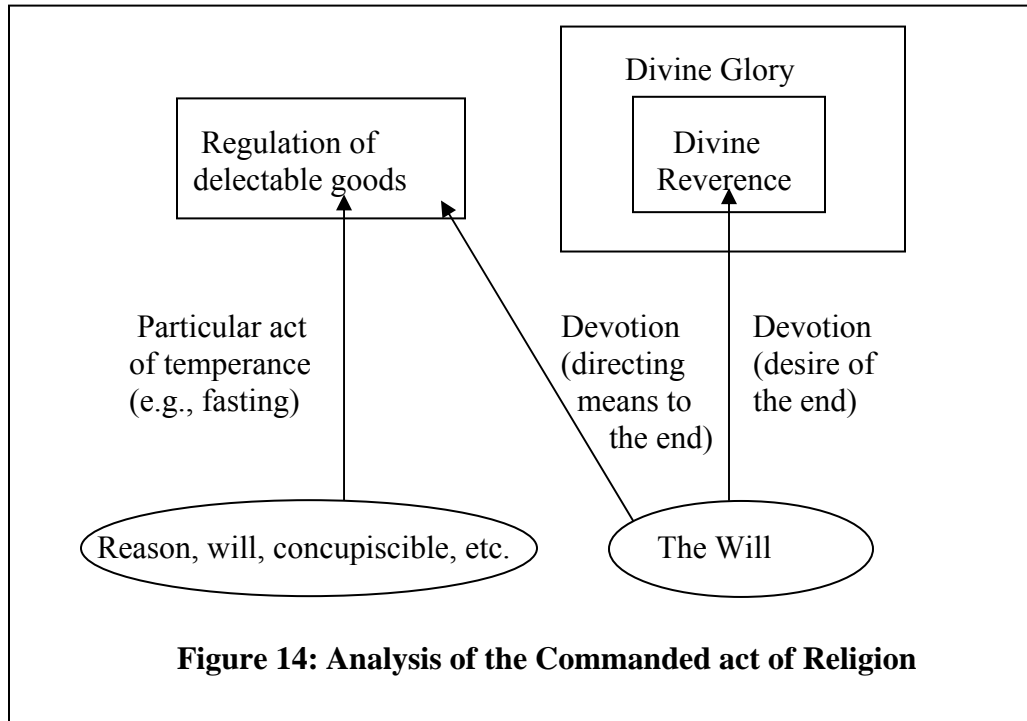 Divine Glory
Regulation of
delectable goods
Divine
Reverence
Particular act
of temperance
(e.g., fasting)
Devotion
(directing
means to
the end)
Devotion
(desire of
the end)
Reason, will, concupiscible, etc.
The Will
Figure 14: Analysis of the Commanded act of Religion